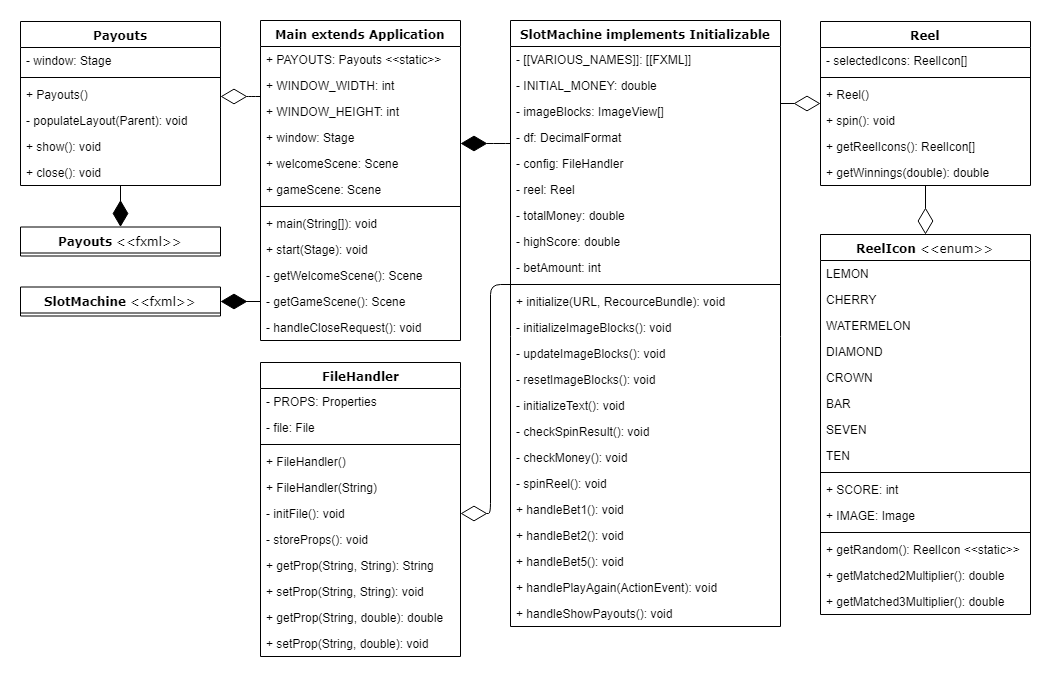 Payouts
- window: Stage
+ Payouts()
- populateLayout(Parent): void
+ show(): void
+ close(): void
Payouts <<fxml>>
SlotMachine <<fxml>>
Main extends Application
+ PAYOUTS: Payouts <<static>>
+ WINDOW_WIDTH: int
+ WINDOW_HEIGHT: int
+ window: Stage
+ welcomeScene: Scene
+ gameScene: Scene
+ main(String[]): void
+ start(Stage): void
- getWelcomeScene(): Scene
- getGameScene(): Scene
- handleCloseRequest(): void
FileHandler
- PROPS: Properties
- file: File
+ FileHandler()
+ FileHandler(String)
- initFile(): void
- storeProps(): void
+ getProp(String, String): String
+ setProp(String, String): void
+ getProp(String, double): double
+ setProp(String, double): void
SlotMachine implements Initializable
- [[VARIOUS_NAMES]]: [[FXML]]
- INITIAL_MONEY: double
- imageBlocks: ImageView[]
- df: DecimalFormat
- config: FileHandler
- reel: Reel
- totalMoney: double
- highScore: double
- betAmount: int
+ initialize(URL, RecourceBundle): void
- initializeImageBlocks(): void
- updateImageBlocks(): void
- resetImageBlocks(): void
- initializeText(): void
- checkSpinResult(): void
- checkMoney(): void
- spinReel(): void
+ handleBet1(): void
+ handleBet2(): void
+ handleBet5(): void
+ handlePlayAgain(ActionEvent): void
+ handleShowPayouts(): void
Reel
- selectedIcons: ReelIcon[]
+ Reel()
+ spin(): void
+ getReelIcons(): ReelIcon[]
+ getWinnings(double): double
ReelIcon <<enum>>
LEMON
CHERRY
WATERMELON
DIAMOND
CROWN
BAR
SEVEN
TEN
+ SCORE: int
+ IMAGE: Image
+ getRandom(): ReelIcon <<static>>
+ getMatched2Multiplier(): double
+ getMatched3Multiplier(): double